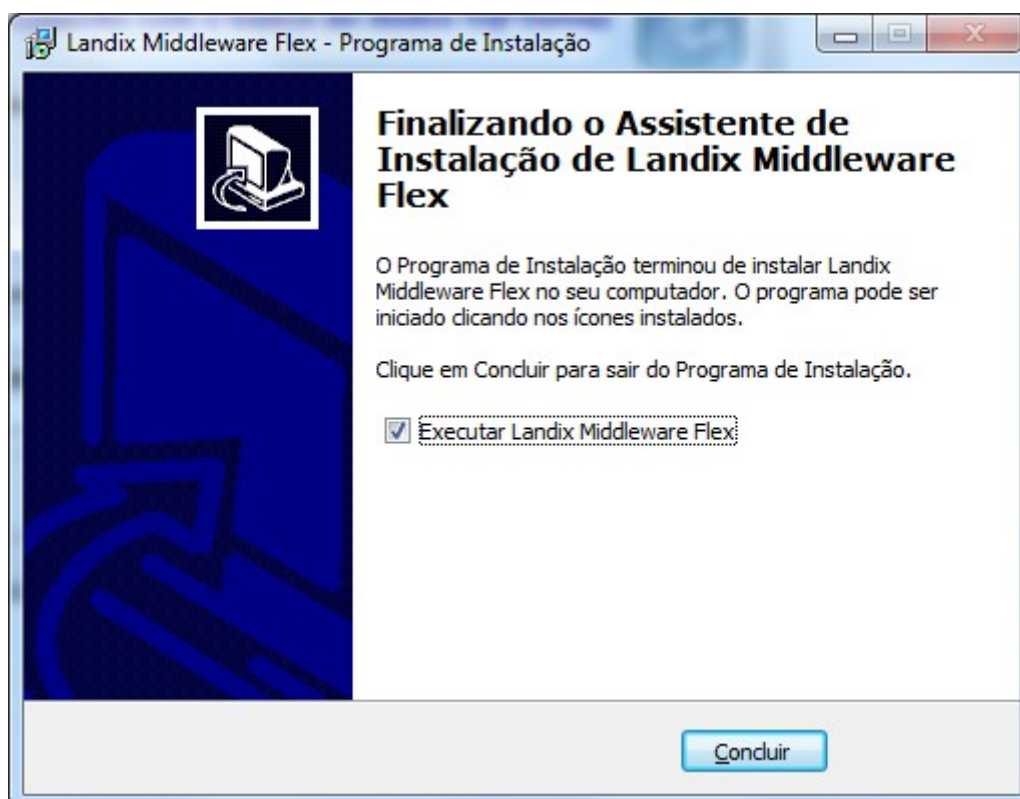 Landix Middleware Flex - Programa de Instalação
Finalizando o Assistente de
Instalação de Landix Middleware
Flex
O Programa de Instalação terminou de instalar Landix
Middleware Flex no seu computador. O programa pode ser
iniciado clicando nos ícones instalados.
Clique em Concluir para sair do Programa de Instalação.
Executar Landix Middleware Flex
Concluir